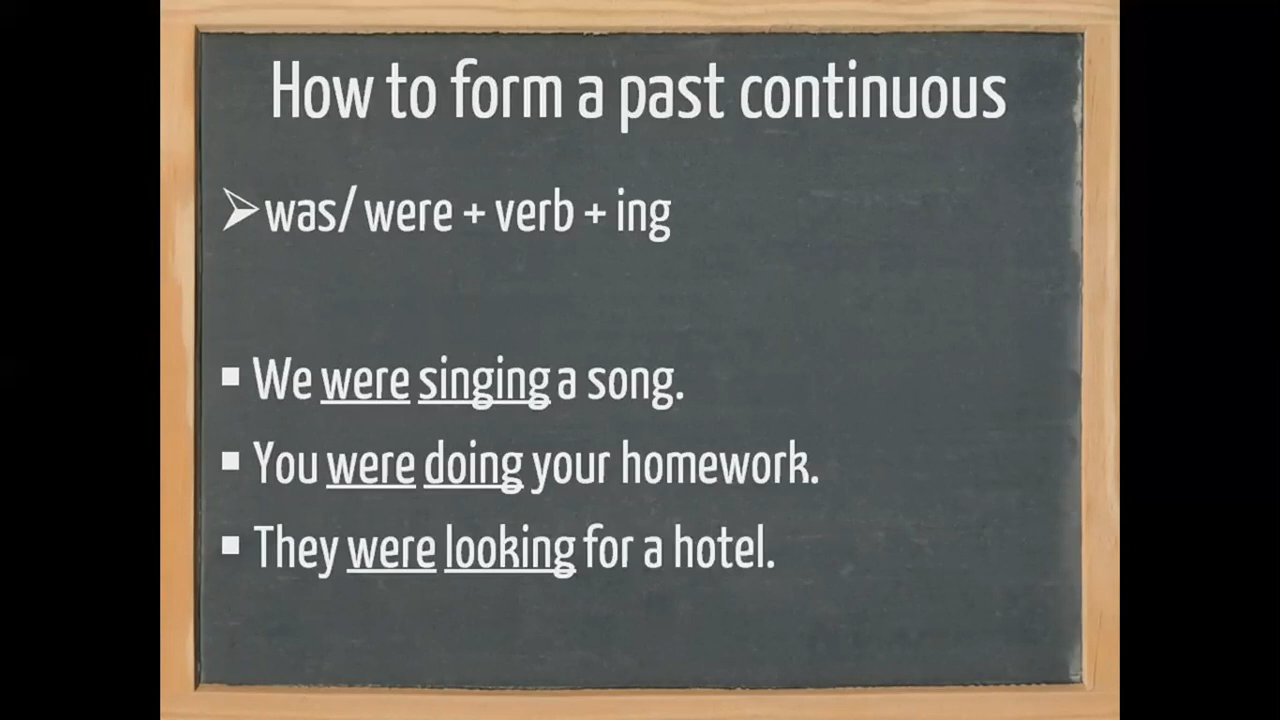 How to form a past continuous
➢was/ were + verb + ing
▪ We were singing a song.
▪ You were doing your homework.
▪ They were looking for a hotel.